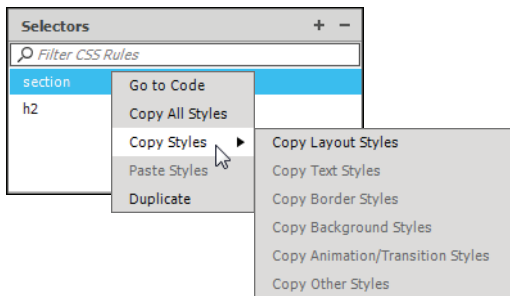 Selectors + −
Filter CSS Rules
section
h2
Go to Code
Copy All Styles
Copy Styles
Paste Styles
Duplicate
Copy Layout Styles
Copy Text Styles
Copy Border Styles
Copy Background Styles
Copy Animation/Transition Styles
Copy Other Styles